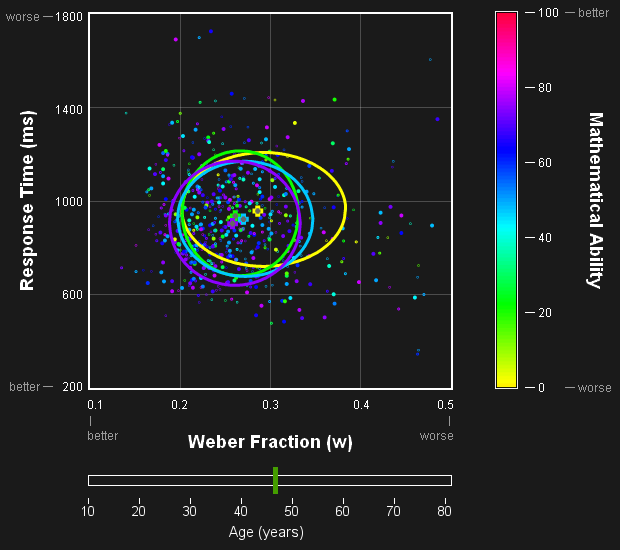 worse
1800
1400
1000
600
better
200
Response Time (ms)
0.1
0.2
0.3
0.4
0.5
better
worse
Weber Fraction (w)
10
20
30
40
50
60
70
80
Age (years)
100
better
80
60
40
20
0
worse
Mathematical Ability